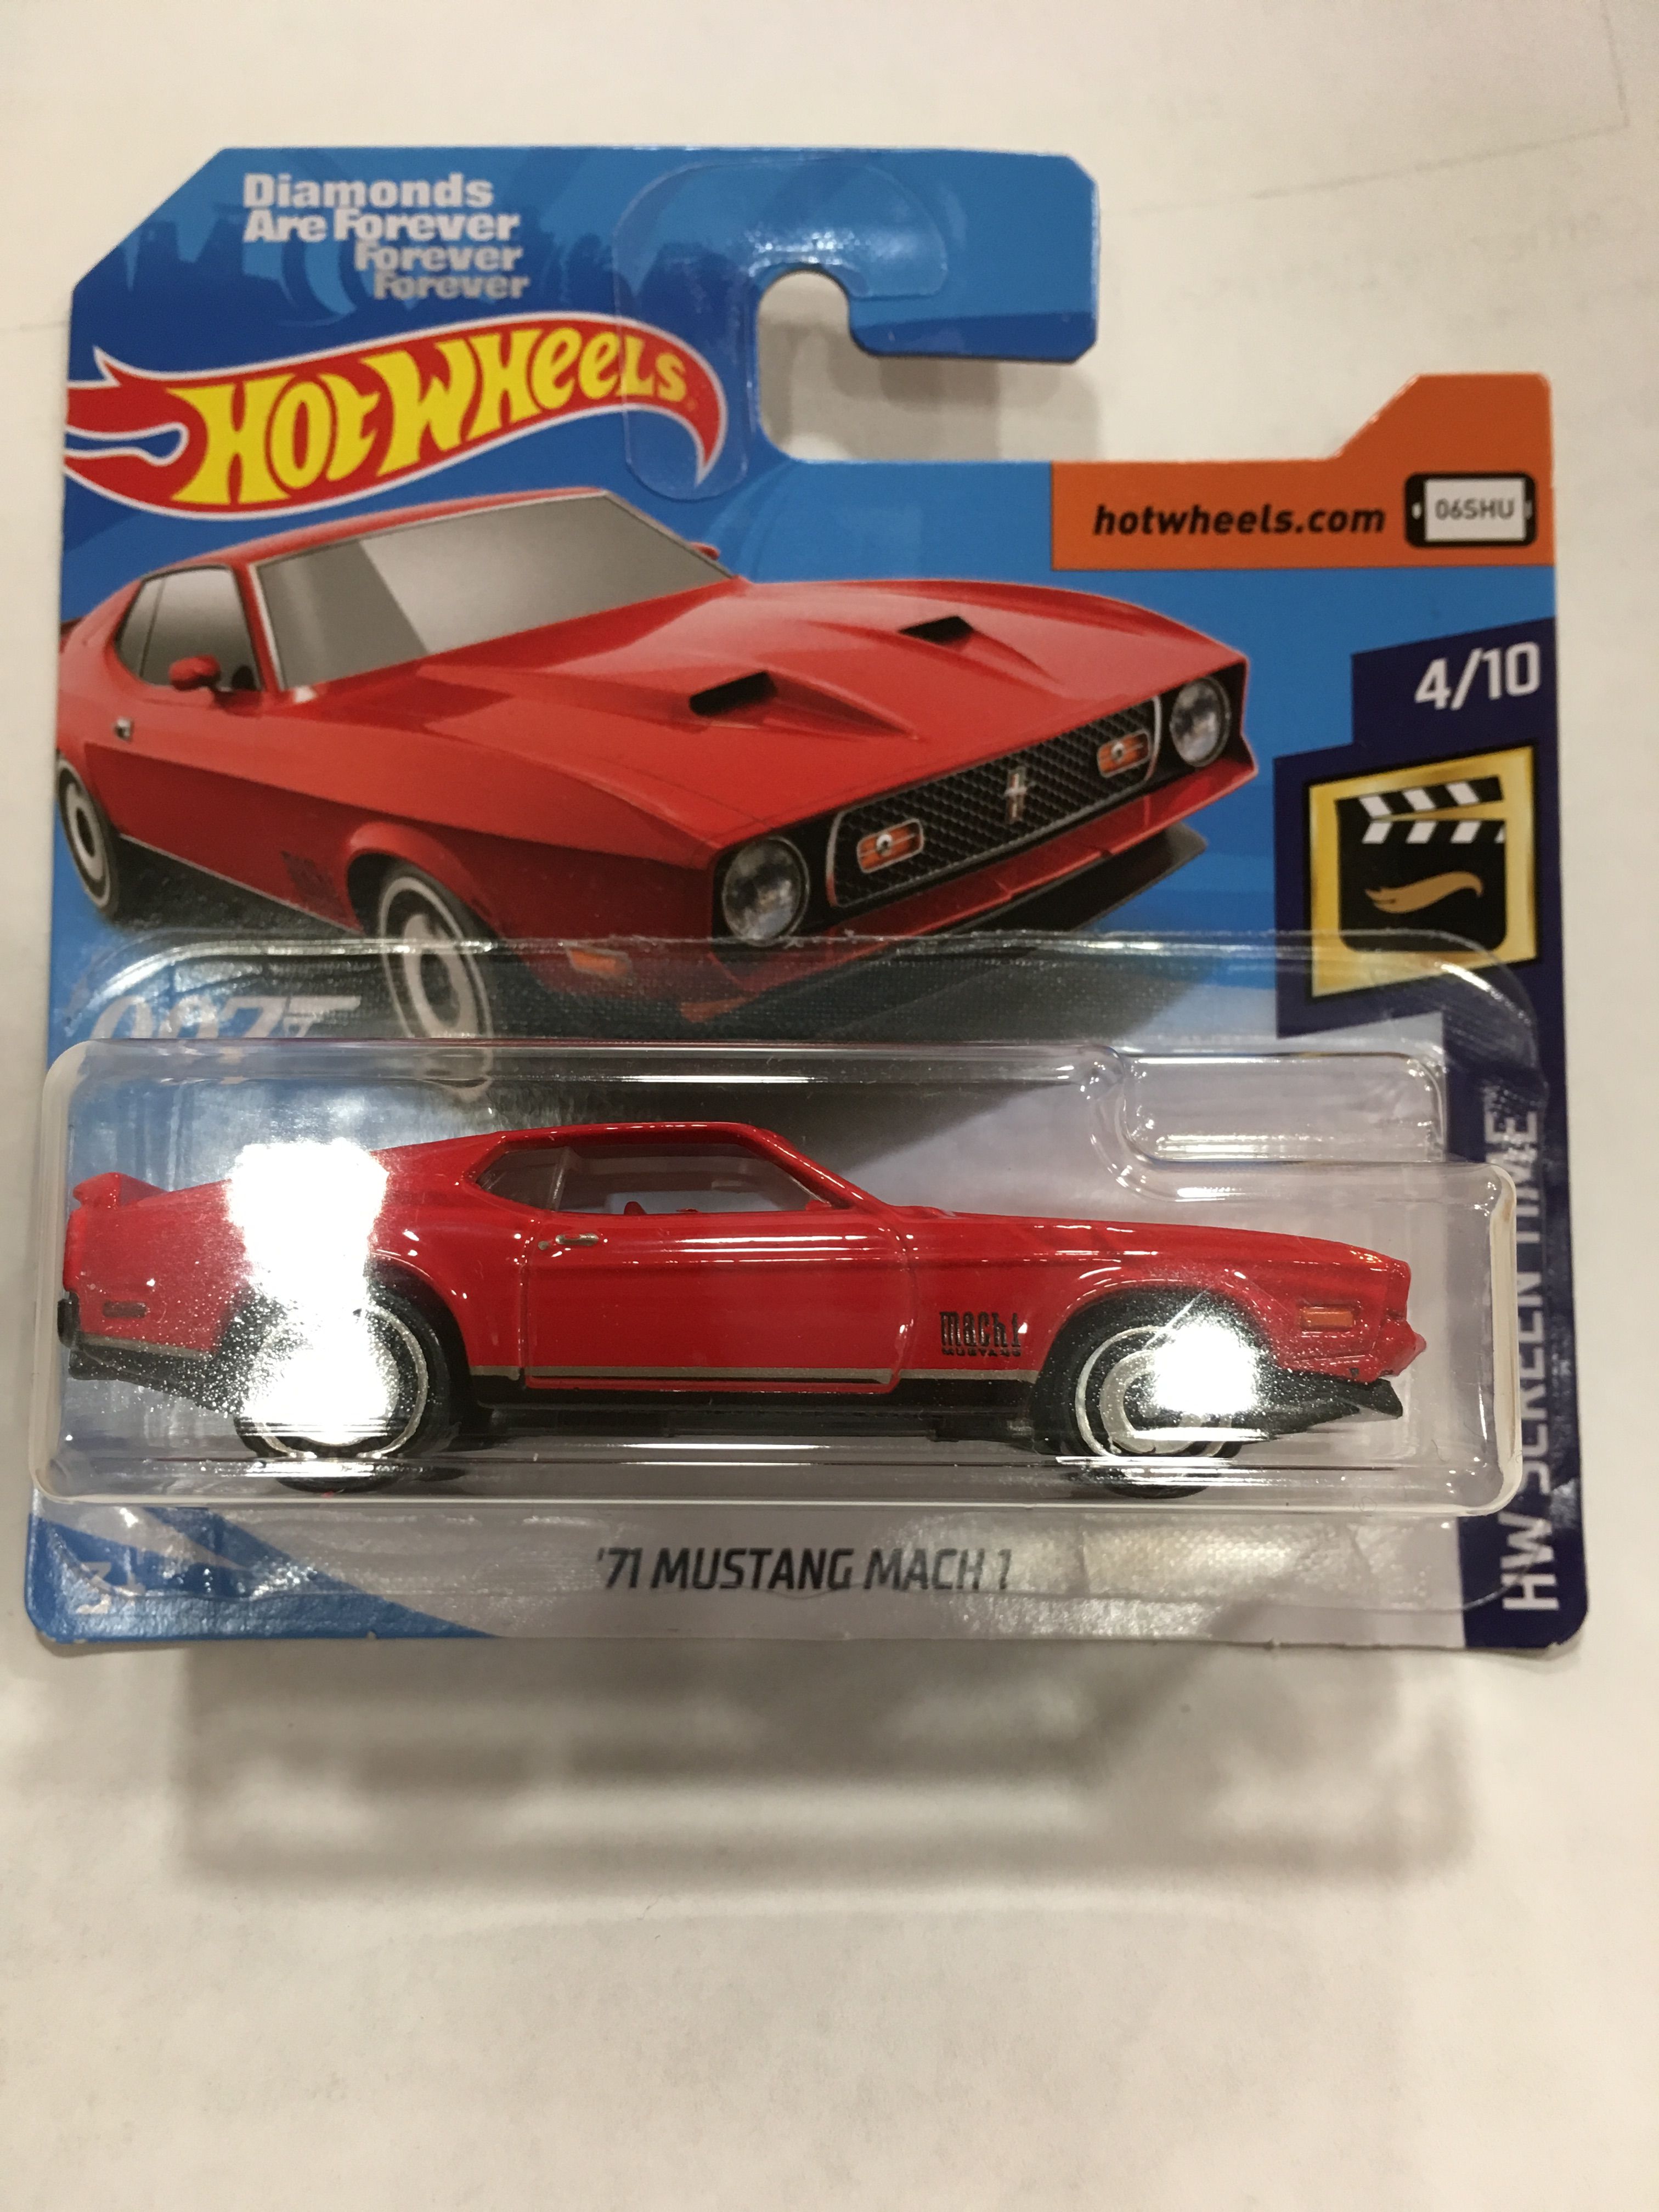 Diamonds
Are Forever
Forever
Forever
HOT WHEELS
hotwheels.com
06SHU
4/10
007
mach 1
MUSTANG
HW SCREEN TIME
'71 MUSTANG MACH 1
3+